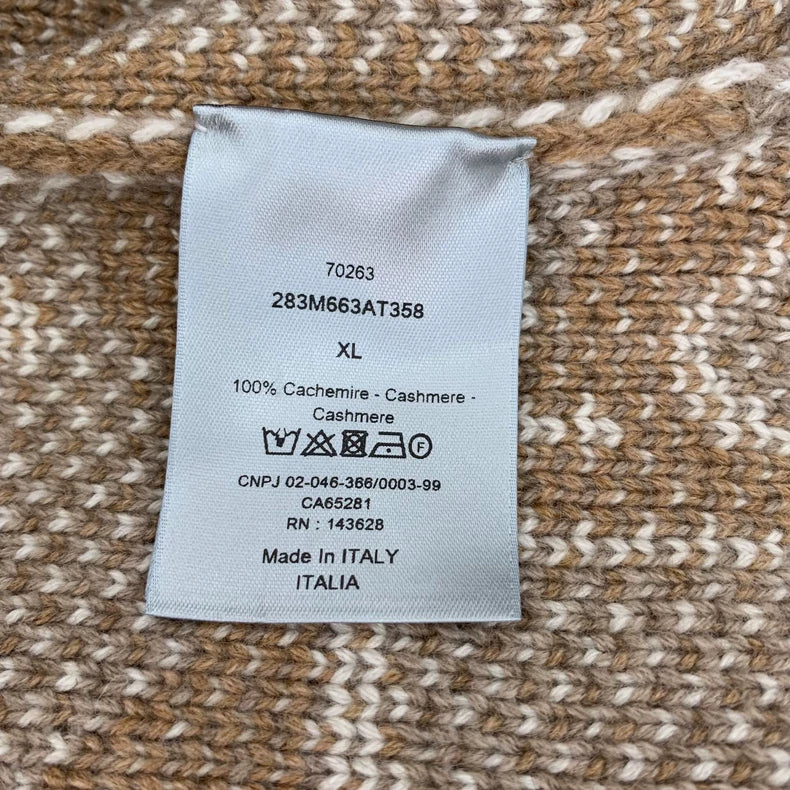 70263
283M663AT358
XL
100% Cachemire - Cashmere -
Cashmere
F
CNPJ 02-046-366/0003-99
CA65281
RN : 143628
Made In ITALY
ITALIA